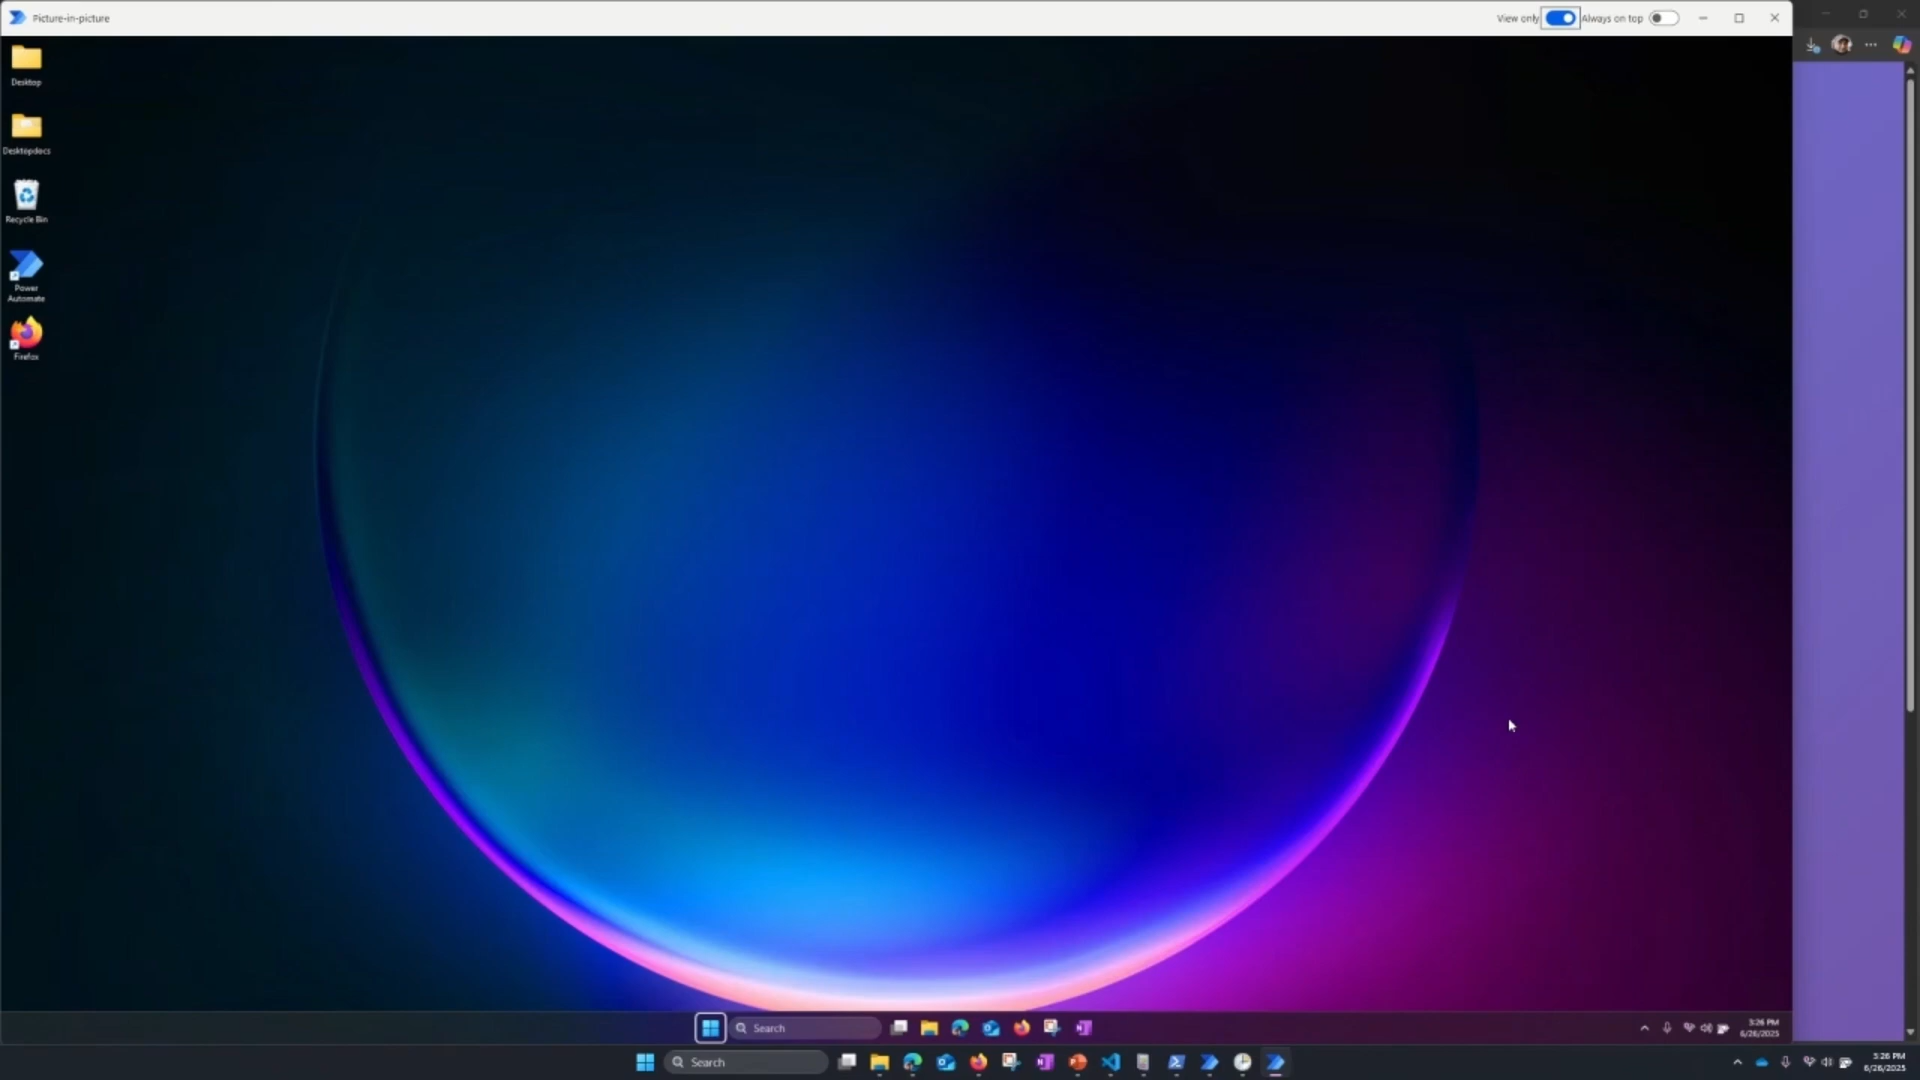 Picture-in-picture
View only
Always on top
Desktop
Desktopdocs
Recycle Bin
Power
Automate
Firefox
Search
3:26 PM
6/26/2025
Search
3:26 PM
6/26/2025